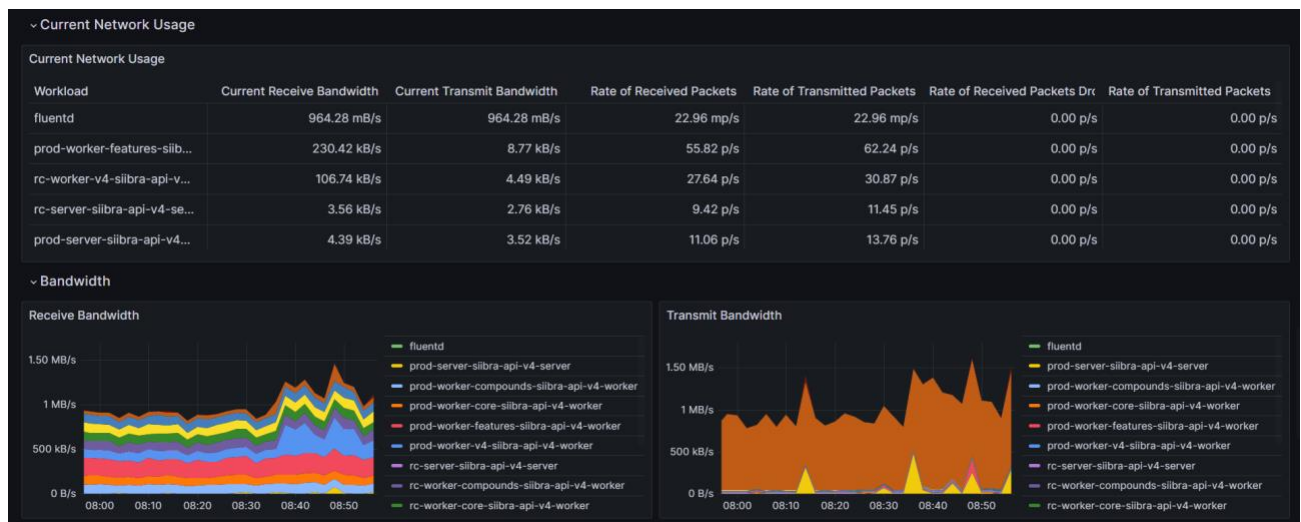 Current Network Usage
Current Network Usage
Workload Current Receive Bandwidth Current Transmit Bandwidth Rate of Received Packets Rate of Transmitted Packets Rate of Received Packets Drc Rate of Transmitted Packets
fluentd 964.28 mB/s 964.28 mB/s 22.96 mp/s 22.96 mp/s 0.00 p/s 0.00 p/s
prod-worker-features-siib... 230.42 kB/s 8.77 kB/s 55.82 p/s 62.24 p/s 0.00 p/s 0.00 p/s
rc-worker-v4-siibra-api-v... 106.74 kB/s 4.49 kB/s 27.64 p/s 30.87 p/s 0.00 p/s 0.00 p/s
rc-server-siibra-api-v4-se... 3.56 kB/s 2.76 kB/s 9.42 p/s 11.45 p/s 0.00 p/s 0.00 p/s
prod-server-siibra-api-v4... 4.39 kB/s 3.52 kB/s 11.06 p/s 13.76 p/s 0.00 p/s 0.00 p/s
Bandwidth
Receive Bandwidth
1.50 MB/s
1 MB/s
500 kB/s
0 B/s
08:00 08:10 08:20 08:30 08:40 08:50
fluentd
prod-server-siibra-api-v4-server
prod-worker-compounds-siibra-api-v4-worker
prod-worker-core-siibra-api-v4-worker
prod-worker-features-siibra-api-v4-worker
prod-worker-v4-siibra-api-v4-worker
rc-server-siibra-api-v4-server
rc-worker-compounds-siibra-api-v4-worker
rc-worker-core-siibra-api-v4-worker
Transmit Bandwidth
1.50 MB/s
1 MB/s
500 kB/s
0 B/s
08:00 08:10 08:20 08:30 08:40 08:50
fluentd
prod-server-siibra-api-v4-server
prod-worker-compounds-siibra-api-v4-worker
prod-worker-core-siibra-api-v4-worker
prod-worker-features-siibra-api-v4-worker
prod-worker-v4-siibra-api-v4-worker
rc-server-siibra-api-v4-server
rc-worker-compounds-siibra-api-v4-worker
rc-worker-core-siibra-api-v4-worker